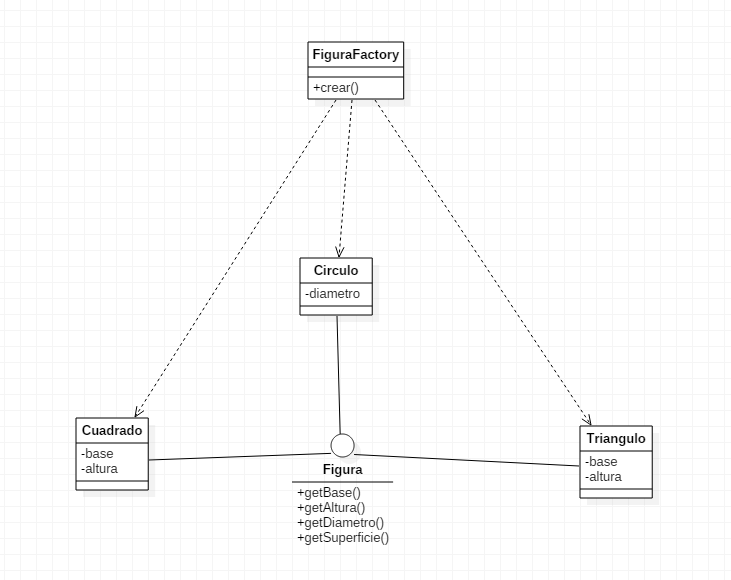 FiguraFactory
+crear()
Circulo
-diametro
Cuadrado
-base
-altura
Triangulo
-base
-altura
Figura
+getBase()
+getAltura()
+getDiametro()
+getSuperficie()